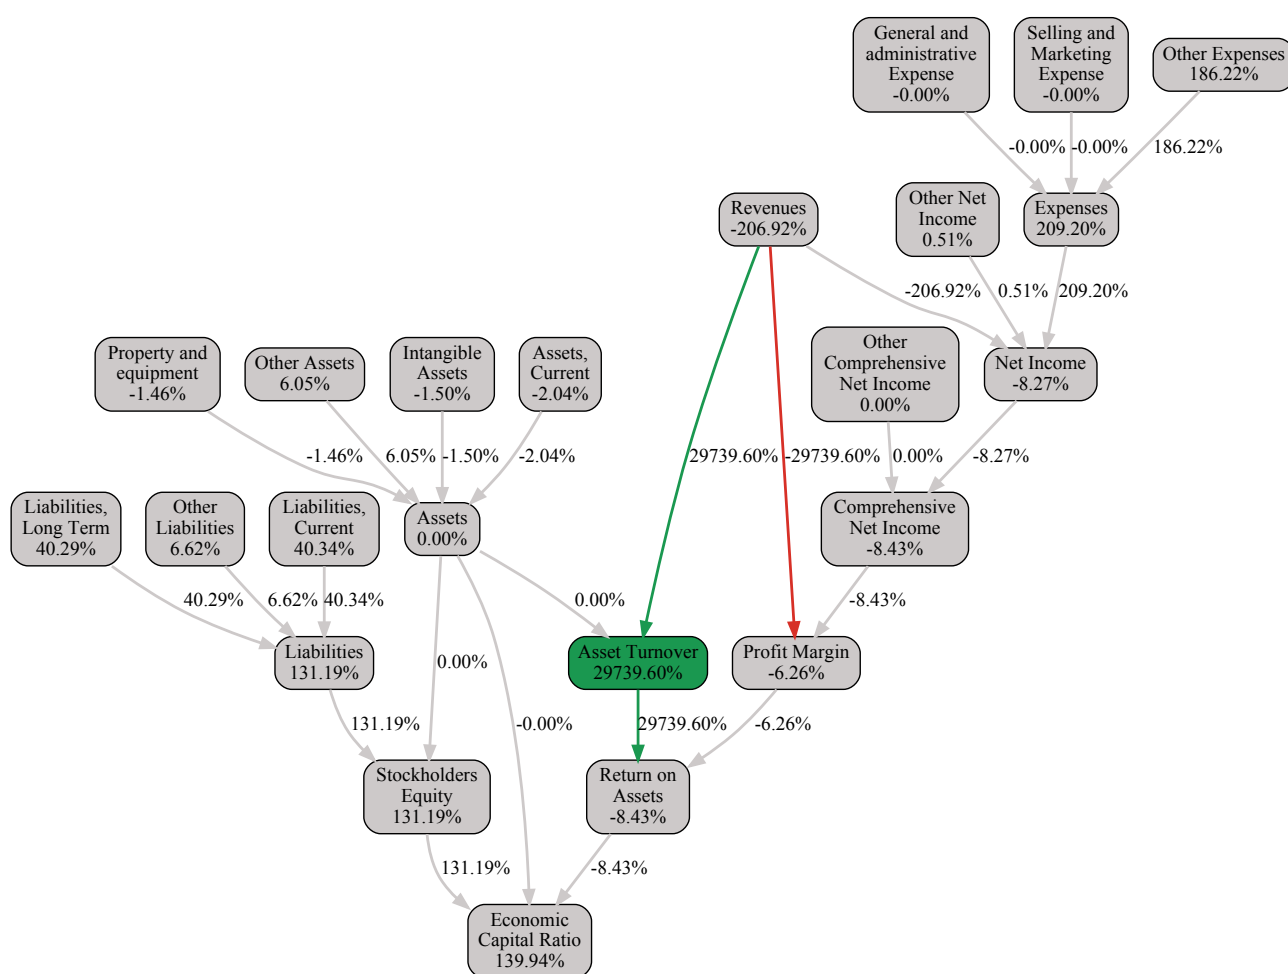 General and
administrative
Expense
-0.00%
Selling and
Marketing
Expense
-0.00%
Other Expenses
186.22%
-0.00%
-0.00%
186.22%
Revenues
-206.92%
Other Net
Income
0.51%
Expenses
209.20%
-206.92%
0.51%
209.20%
Property and
equipment
-1.46%
Other Assets
6.05%
Intangible
Assets
-1.50%
Assets,
Current
-2.04%
Other
Comprehensive
Net Income
0.00%
Net Income
-8.27%
-1.46%
6.05%
-1.50%
-2.04%
29739.60%
-29739.60%
0.00%
-8.27%
Liabilities,
Long Term
40.29%
Other
Liabilities
6.62%
Liabilities,
Current
40.34%
Assets
0.00%
Comprehensive
Net Income
-8.43%
40.29%
6.62%
40.34%
0.00%
-8.43%
Liabilities
131.19%
0.00%
Asset Turnover
29739.60%
Profit Margin
-6.26%
131.19%
-0.00%
29739.60%
-6.26%
Stockholders
Equity
131.19%
Return on
Assets
-8.43%
131.19%
-8.43%
Economic
Capital Ratio
139.94%